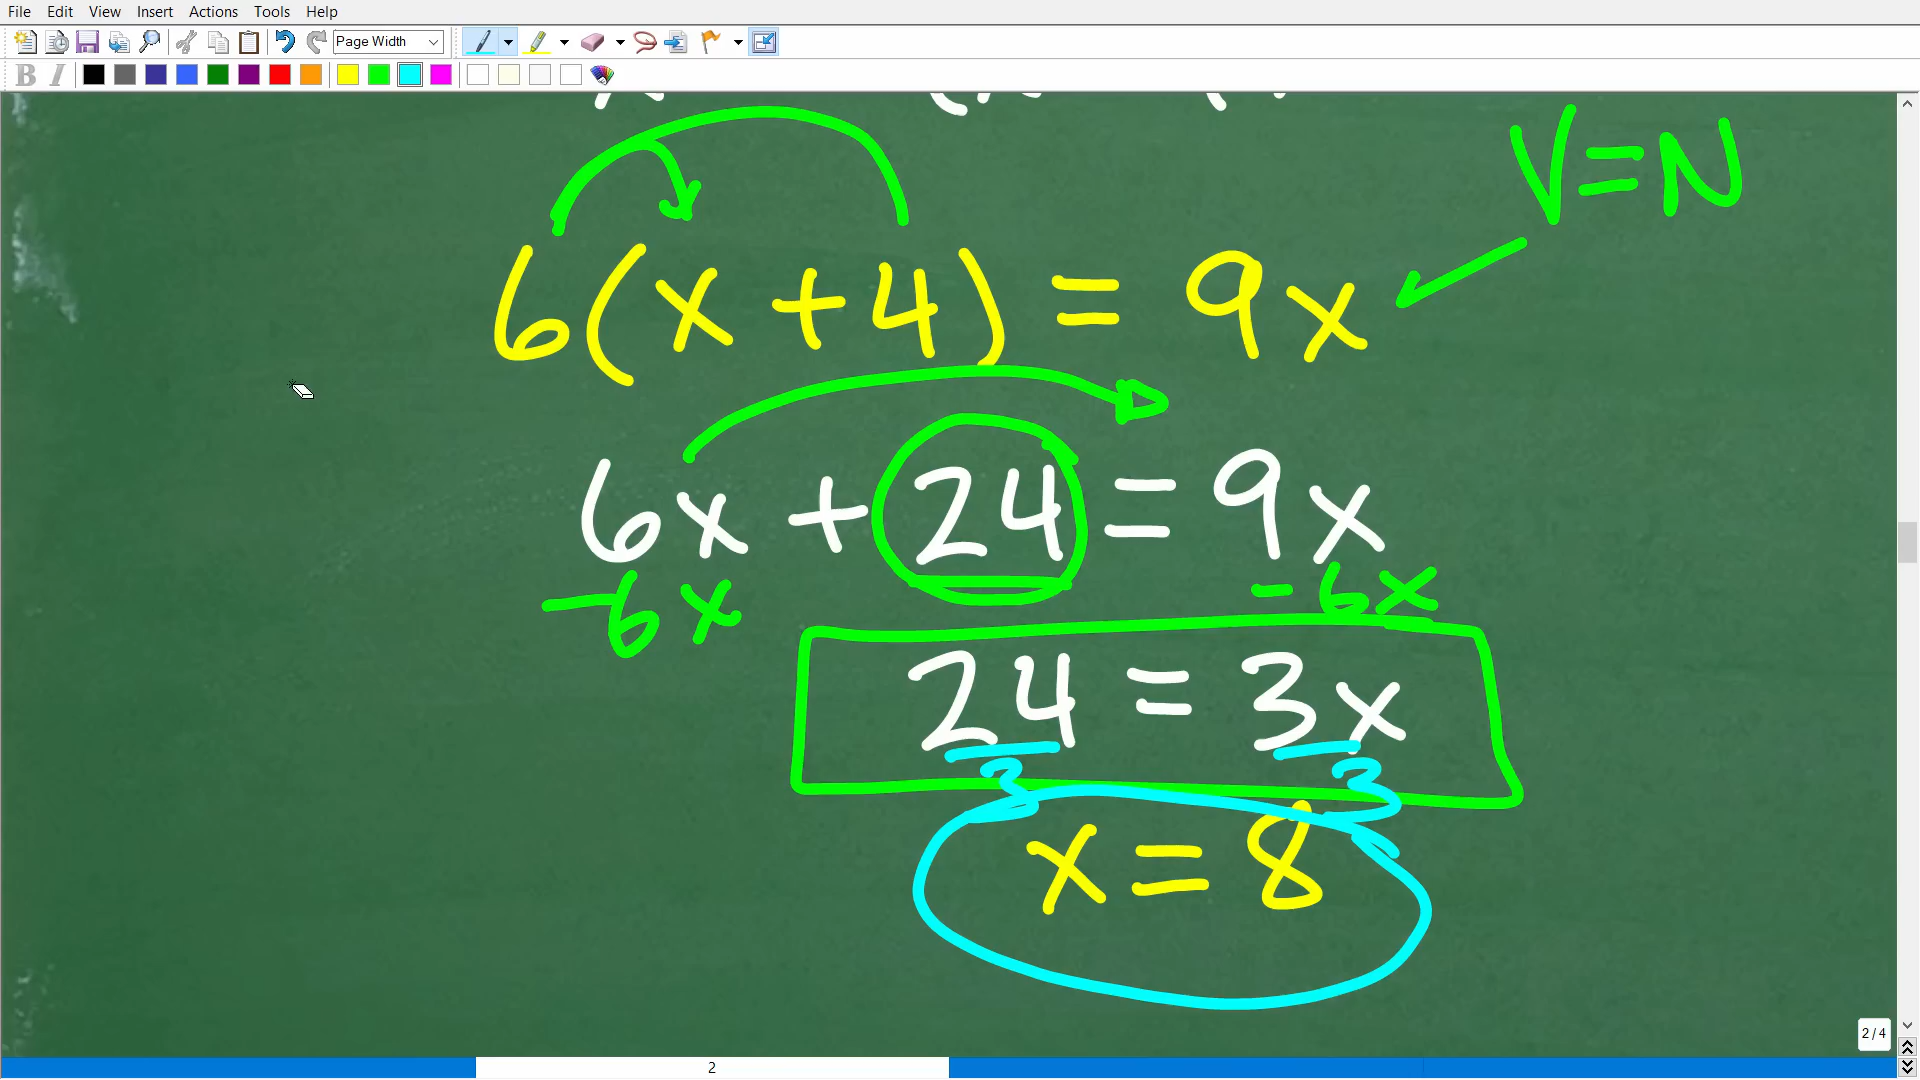 File Edit View Insert Actions Tools Help
Page Width
B I
V=N
6(x+4) = 9x
6x + 24 = 9x
-6x - 6x
24 = 3x
3 3
x = 8
2/4
2